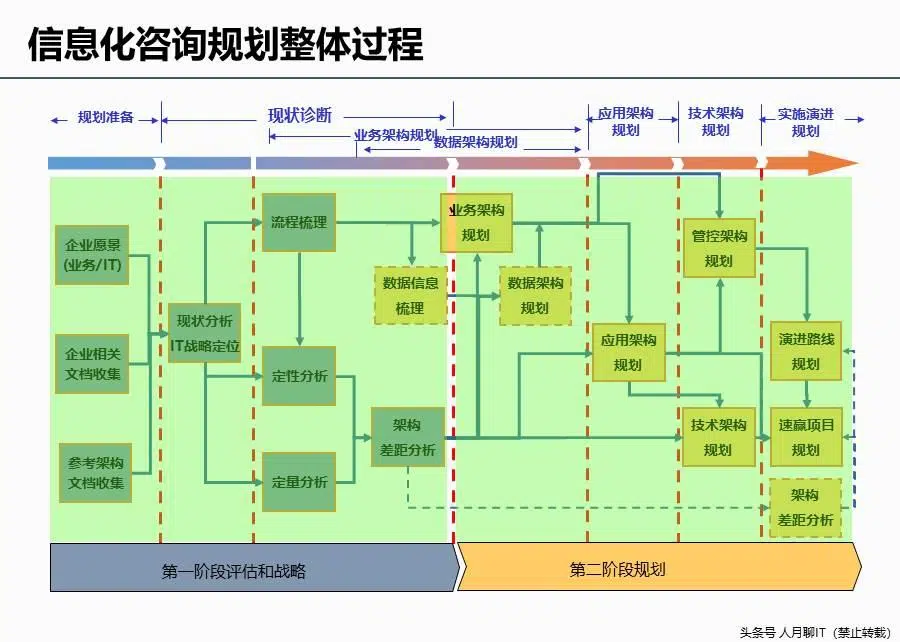 信息化咨询规划整体过程
规划准备
现状诊断
业务架构规划
数据架构规划
应用架构
规划
技术架构
规划
实施演进
规划
企业愿景
(业务/IT)
企业相关
文档收集
参考架构
文档收集
现状分析
IT战略定位
流程梳理
数据信息
梳理
定性分析
定量分析
架构
差距分析
业务架构
规划
数据架构
规划
应用架构
规划
管控架构
规划
技术架构
规划
演进路线
规划
速赢项目
规划
架构
差距分析
第一阶段评估和战略
第二阶段规划
头条号 人月聊IT（禁止转载）